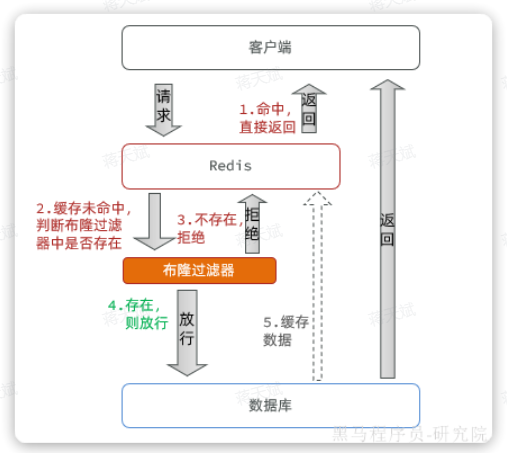 客户端
请求
1.命中,
直接返回
返回
Redis
2.缓存未命中,
判断布隆过滤
器中是否存在
3.不存在,
拒绝
拒绝
返回
布隆过滤器
4.存在,
则放行
放行
5.缓存
数据
数据库
黑马程序员-研究院
蒋天斌